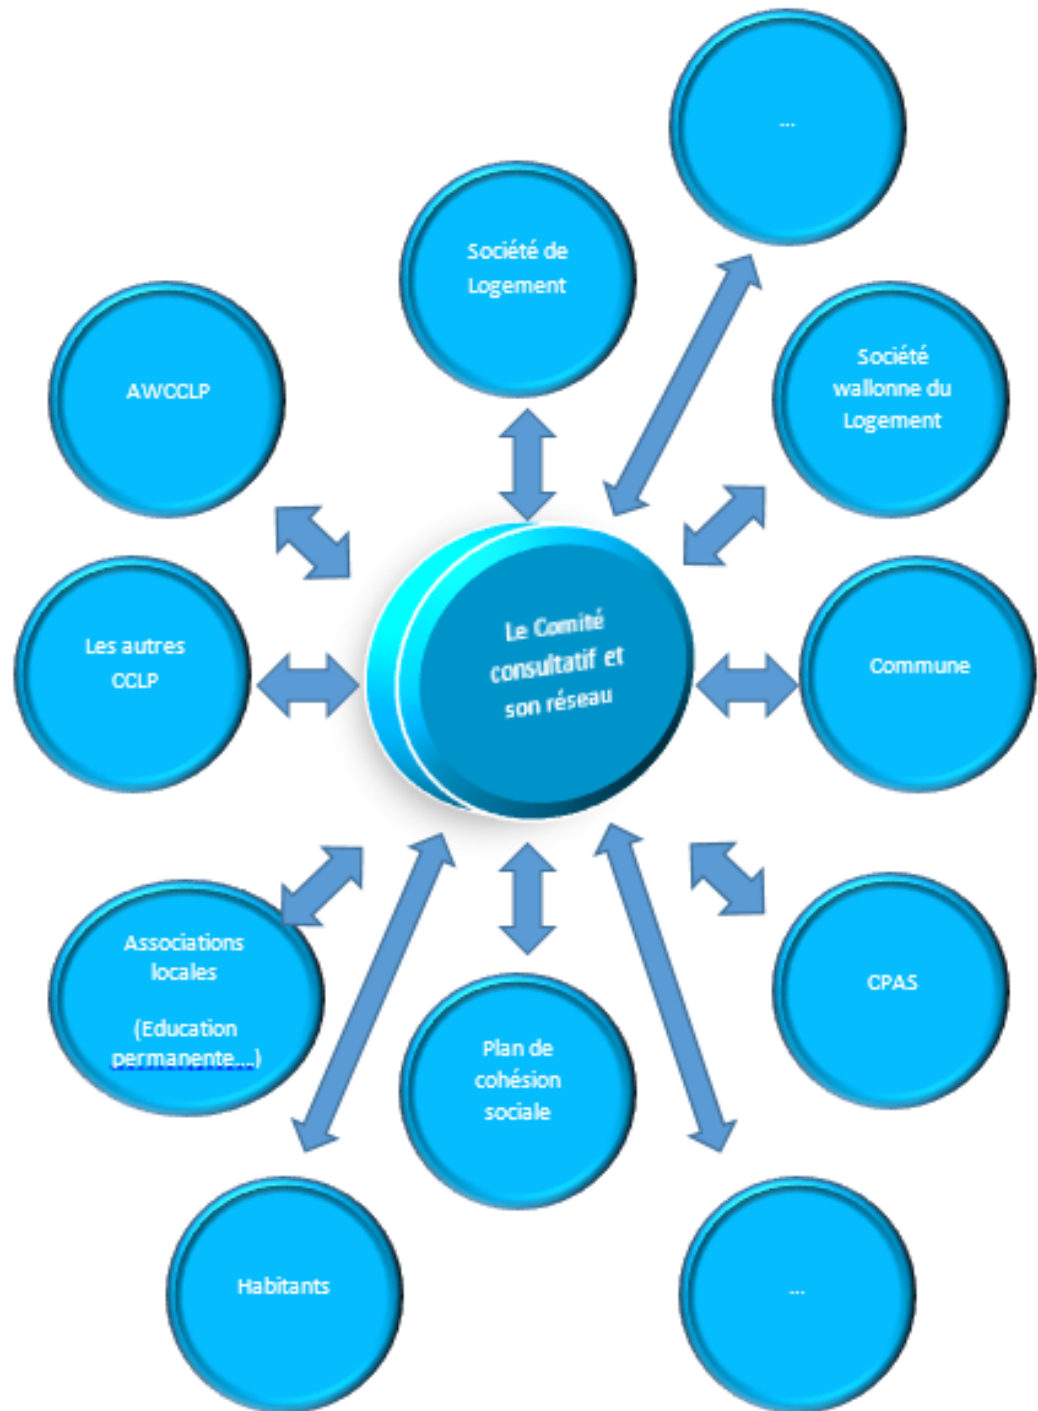 ...
Société de
Logement
Société
wallonne du
Logement
AWCCLP
Le Comité
consultatif et
son réseau
Les autres
CCLP
Commune
Associations
locales
(Education
permanente....)
CPAS
Plan de
cohésion
sociale
Habitants
...